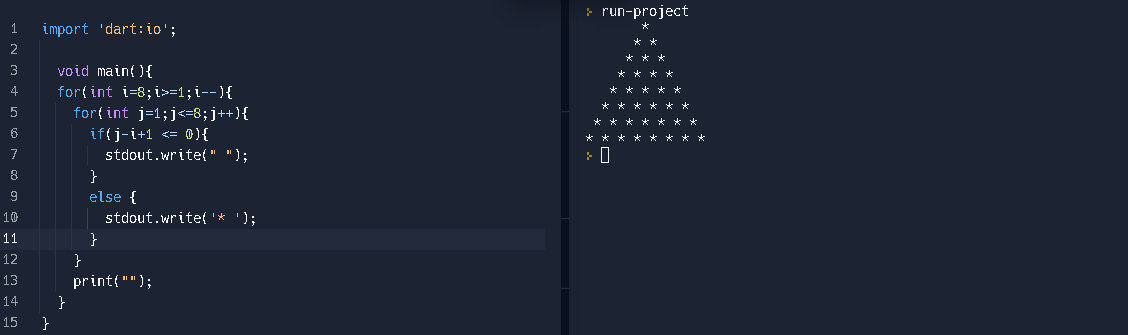 1 import 'dart:io';
2
3 void main(){
4 for(int i=8;i>=1;i--){
5 for(int j=1;j<=8;j++){
6 if(j-i+1 <= 0){
7 stdout.write(" ");
8 }
9 else {
10 stdout.write('* ');
11 }
12 }
13 print("");
14 }
15 }
> run-project
*
* *
* * *
* * * *
* * * * *
* * * * * *
* * * * * * *
* * * * * * * *
>